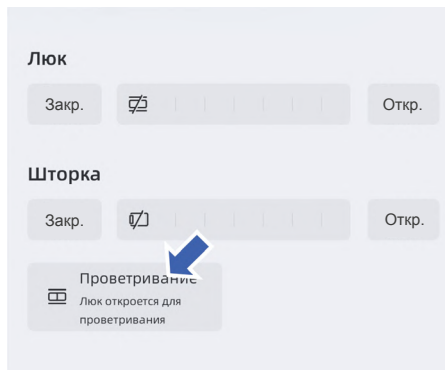 Люк
Закр. Откр.
Шторка
Закр. Откр.
Проветривание
Люк откроется для
проветривания